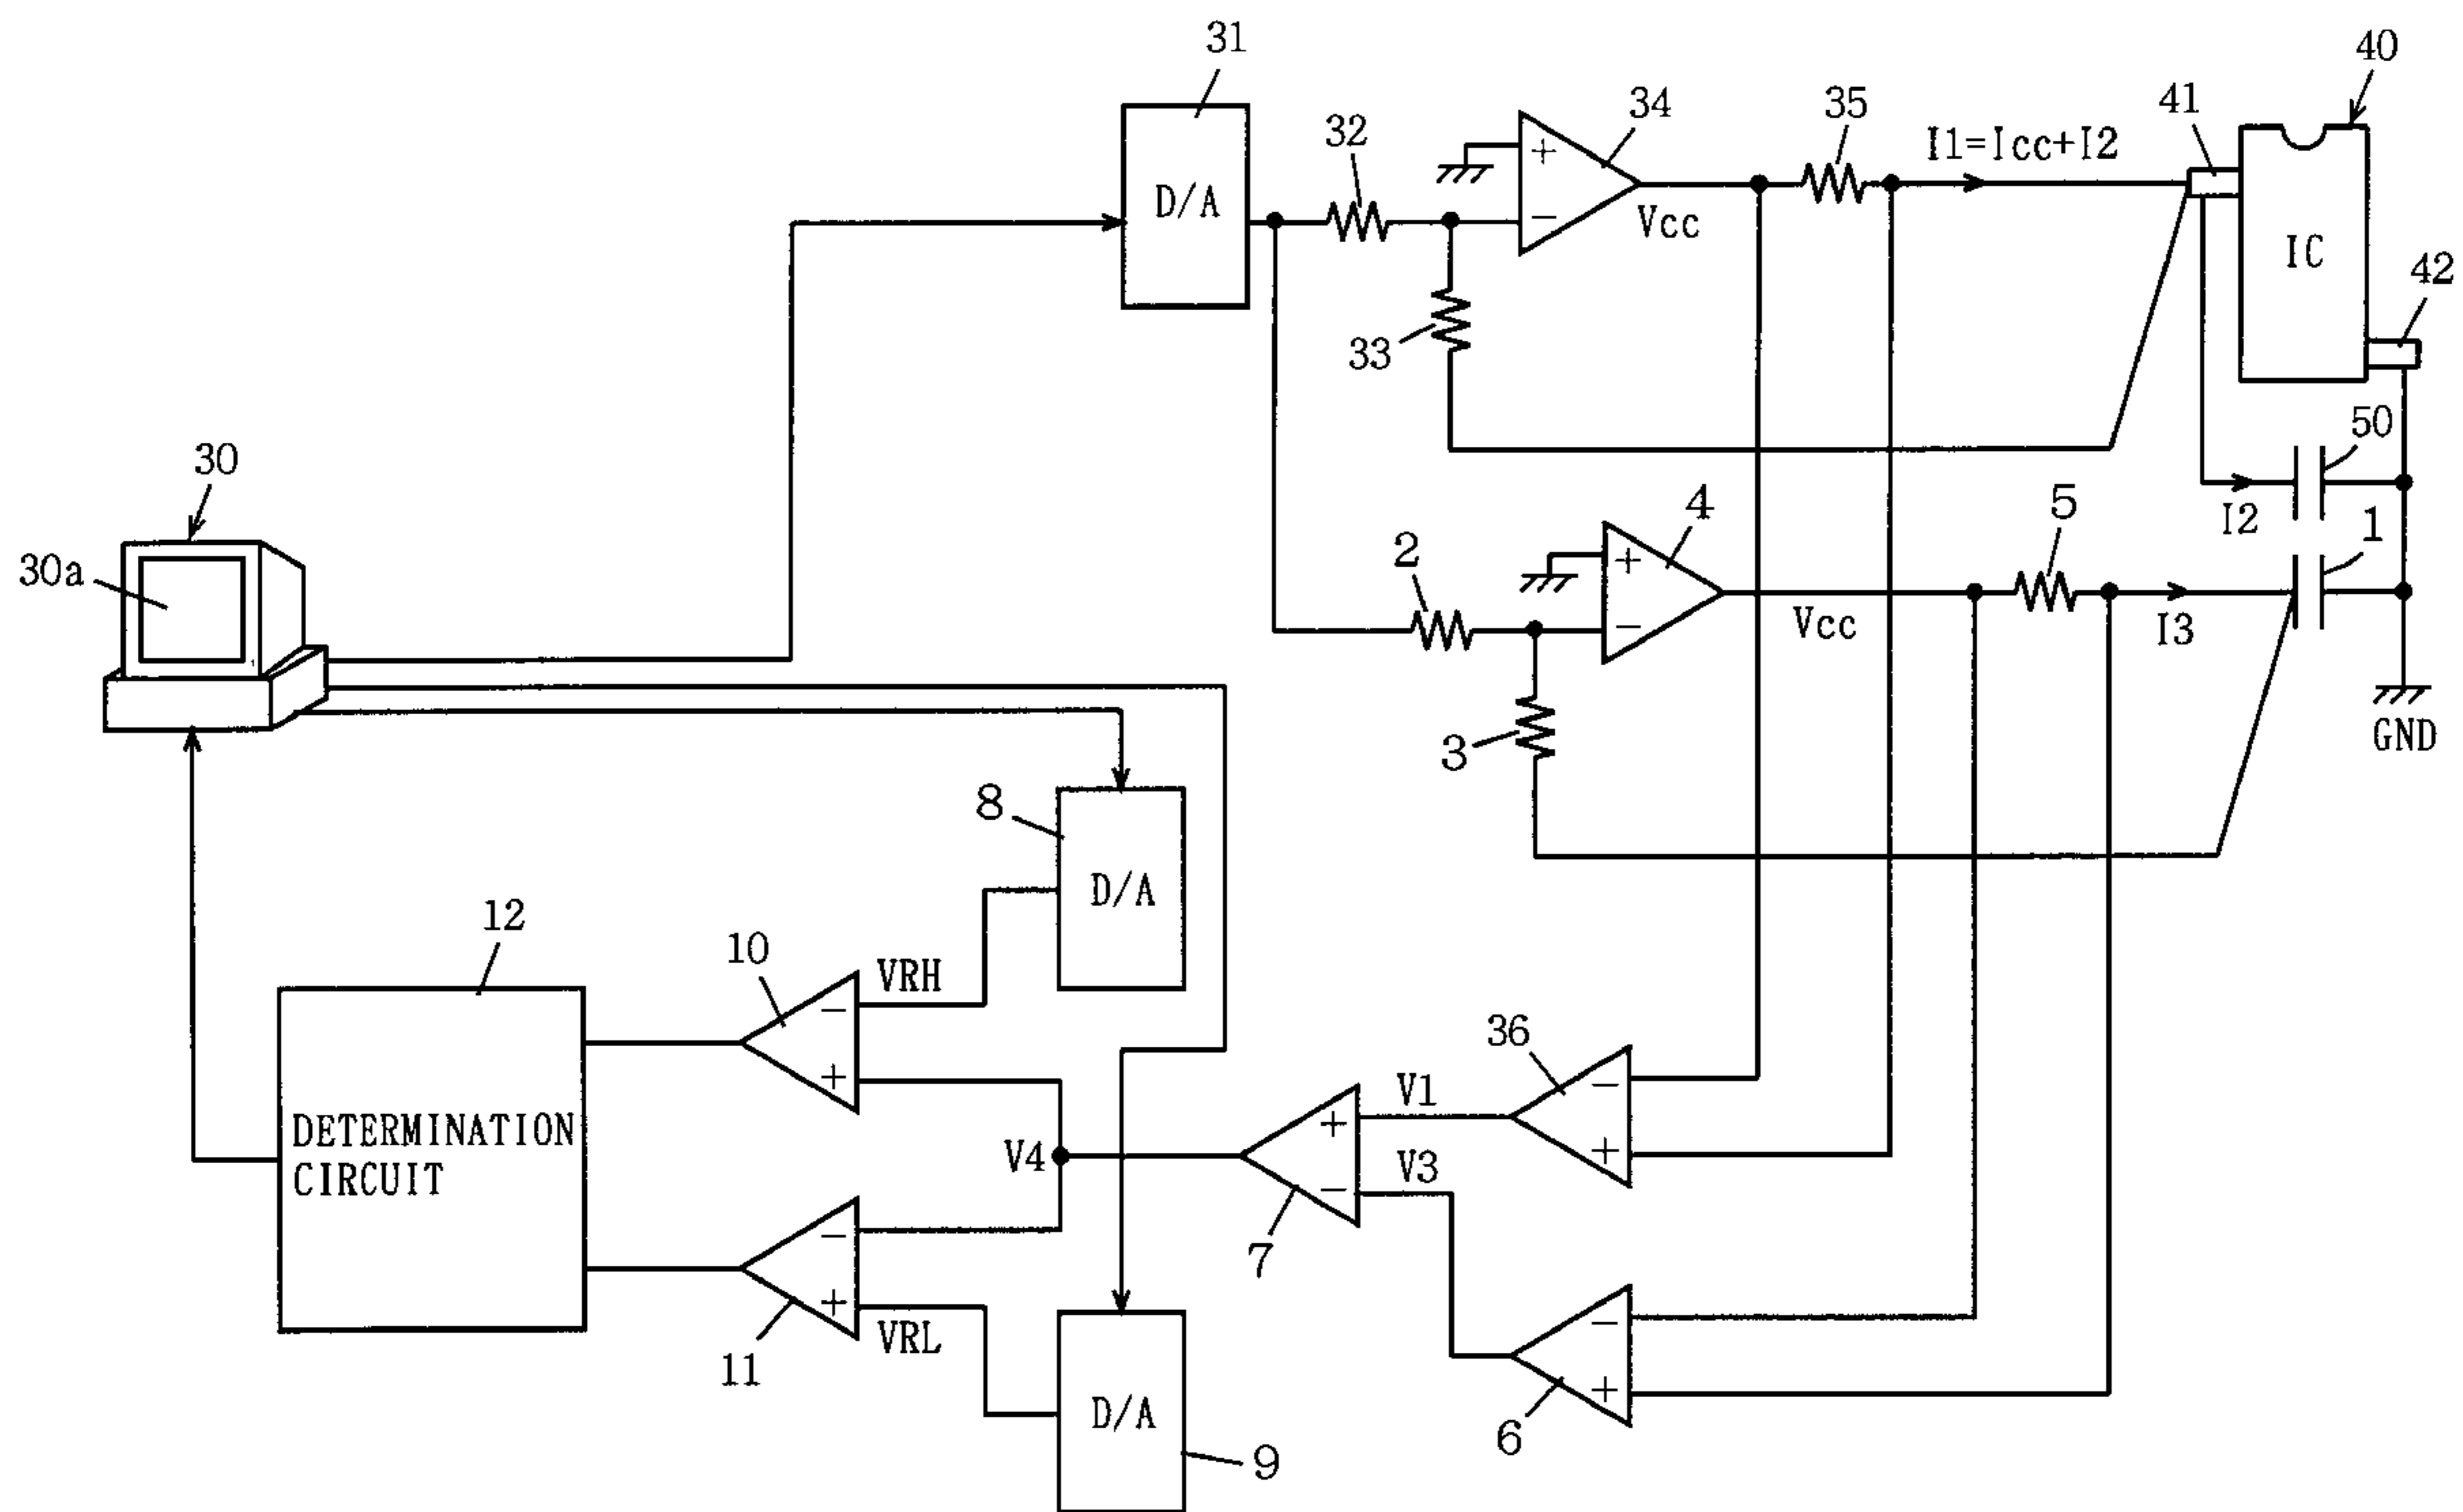 31
40
32
34
35
41
I1=Icc+I2
D/A
+
−
Vcc
IC
42
33
50
30
I2
1
2
4
5
30a
+
−
Vcc
I3
3
GND
8
D/A
12
10
VRH
−
+
36
−
+
V1
DETERMINATION
CIRCUIT
V4
+
−
V3
7
−
+
11
VRL
D/A
9
−
+
6